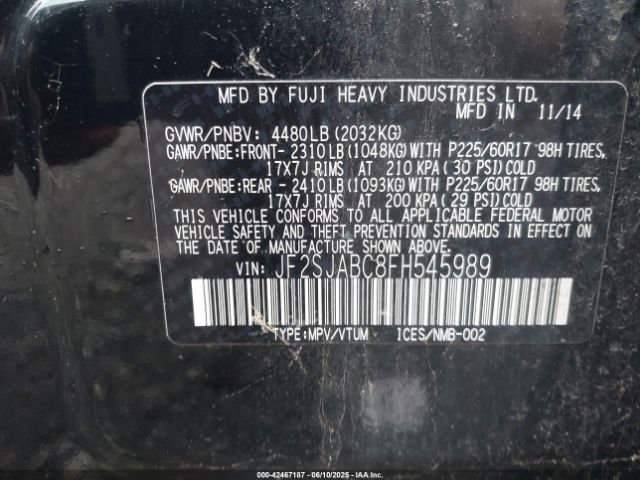 MFD BY FUJI HEAVY INDUSTRIES LTD.
MFD IN 11/14
GVWR/PNBV: 4480LB (2032KG)
GAWR/PNBE:FRONT- 2310LB(1048KG)WITH P225/60R17 98H TIRES,
17X7J RIMS AT 210 KPA (30 PSI)COLD
GAWR/PNBE:REAR - 2410LB(1093KG)WITH P225/60R17 98H TIRES,
17X7J RIMS AT 200 KPA (29 PSI)COLD
THIS VEHICLE CONFORMS TO ALL APPLICABLE FEDERAL MOTOR
VEHICLE SAFETY AND THEFT PREVENTION STANDARDS IN EFFECT
ON THE DATE OF MANUFACTURE SHOWN ABOVE.
VIN: JF2SJABC8FH545989
TYPE:MPV/VTUM ICES/NMB-002
000-42467187 - 06/10/2025 - IAA Inc.